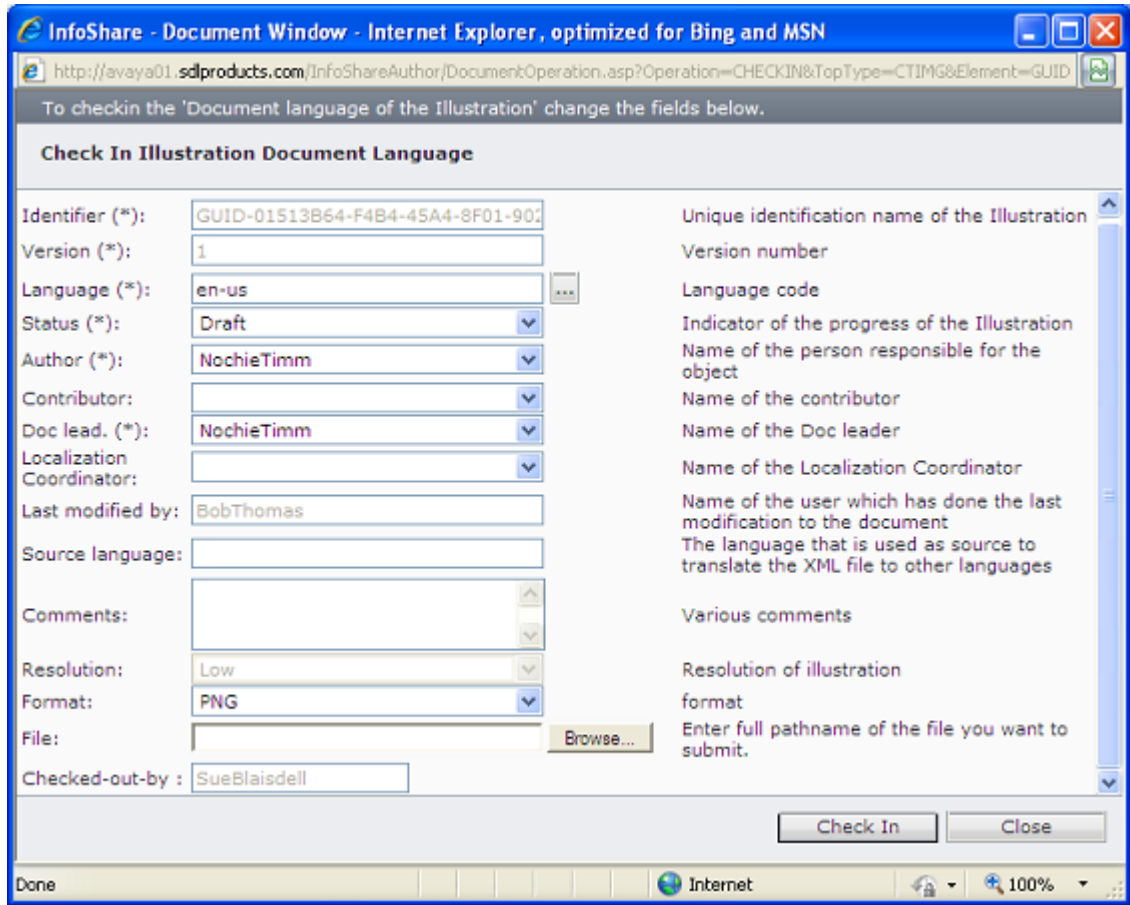 InfoShare - Document Window - Internet Explorer, optimized for Bing and MSN
http://avaya01.sdlproducts.com/InfoShareAuthor/DocumentOperation.asp?Operation=CHECKIN&TopType=CTIMG&Element=GUID
To checkin the 'Document language of the Illustration' change the fields below.
Check In Illustration Document Language
Identifier (*): GUID-01513B64-F4B4-45A4-8F01-902 Unique identification name of the Illustration
Version (*): 1 Version number
Language (*): en-us ... Language code
Status (*): Draft Indicator of the progress of the Illustration
Author (*): NochieTimm Name of the person responsible for the
object
Contributor: Name of the contributor
Doc lead. (*): NochieTimm Name of the Doc leader
Localization
Coordinator: Name of the Localization Coordinator
Last modified by: BobThomas Name of the user which has done the last
modification to the document
Source language: The language that is used as source to
translate the XML file to other languages
Comments: Various comments
Resolution: Low Resolution of illustration
Format: PNG format
File: Browse... Enter full pathname of the file you want to
submit.
Checked-out-by : SueBlaisdell
Check In Close
Done Internet 100%